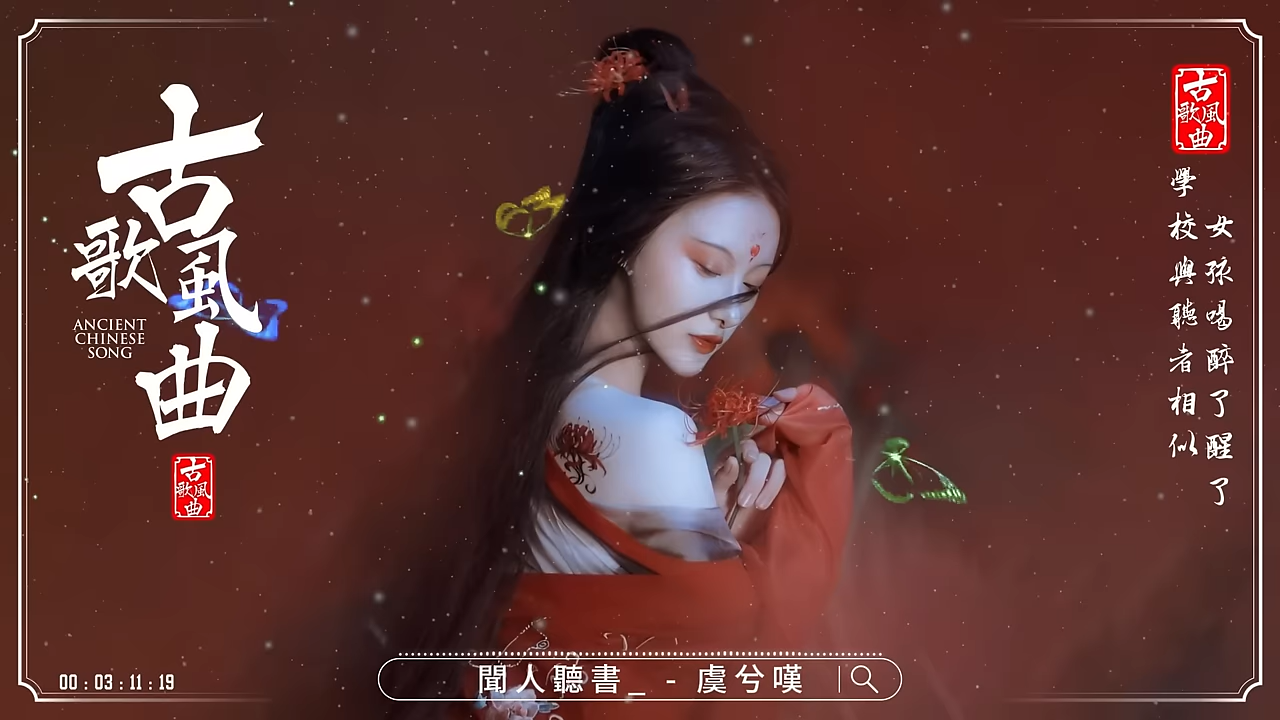 古風歌曲
ANCIENT
CHINESE
SONG
古風歌曲
古風歌曲
女孩喝醉了醒了
學校與聽者相似
00:03:11:19
聞人聽書_ - 虞兮嘆